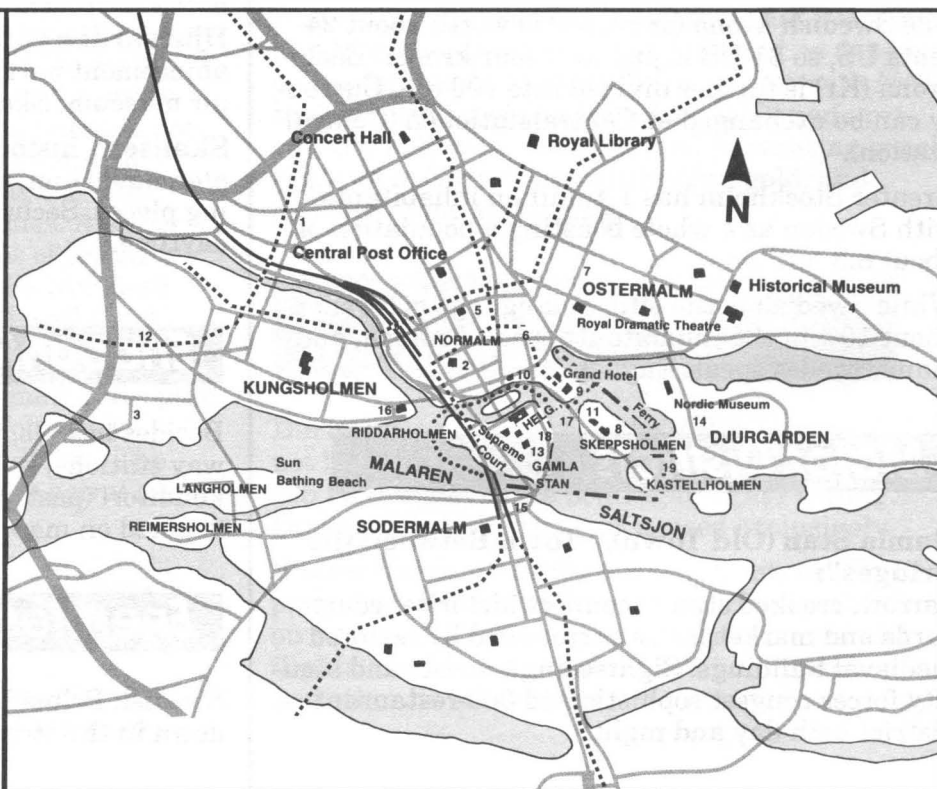 Concert Hall
Royal Library
N
1
Central Post Office
7
OSTERMALM
Historical Museum
5
Royal Dramatic Theatre
12
NORMALM
6
2
10
Grand Hotel
KUNGSHOLMEN
9
Ferry
Nordic Museum
3
16
HELG.
11
17
8
14
RIDDARHOLMEN
Supreme
Court
18
SKEPPSHOLMEN
DJURGARDEN
13
MALAREN
GAMLA
STAN
19
Sun
Bathing Beach
KASTELLHOLMEN
LANGHOLMEN
15
SALTSJON
REIMERSHOLMEN
SODERMALM